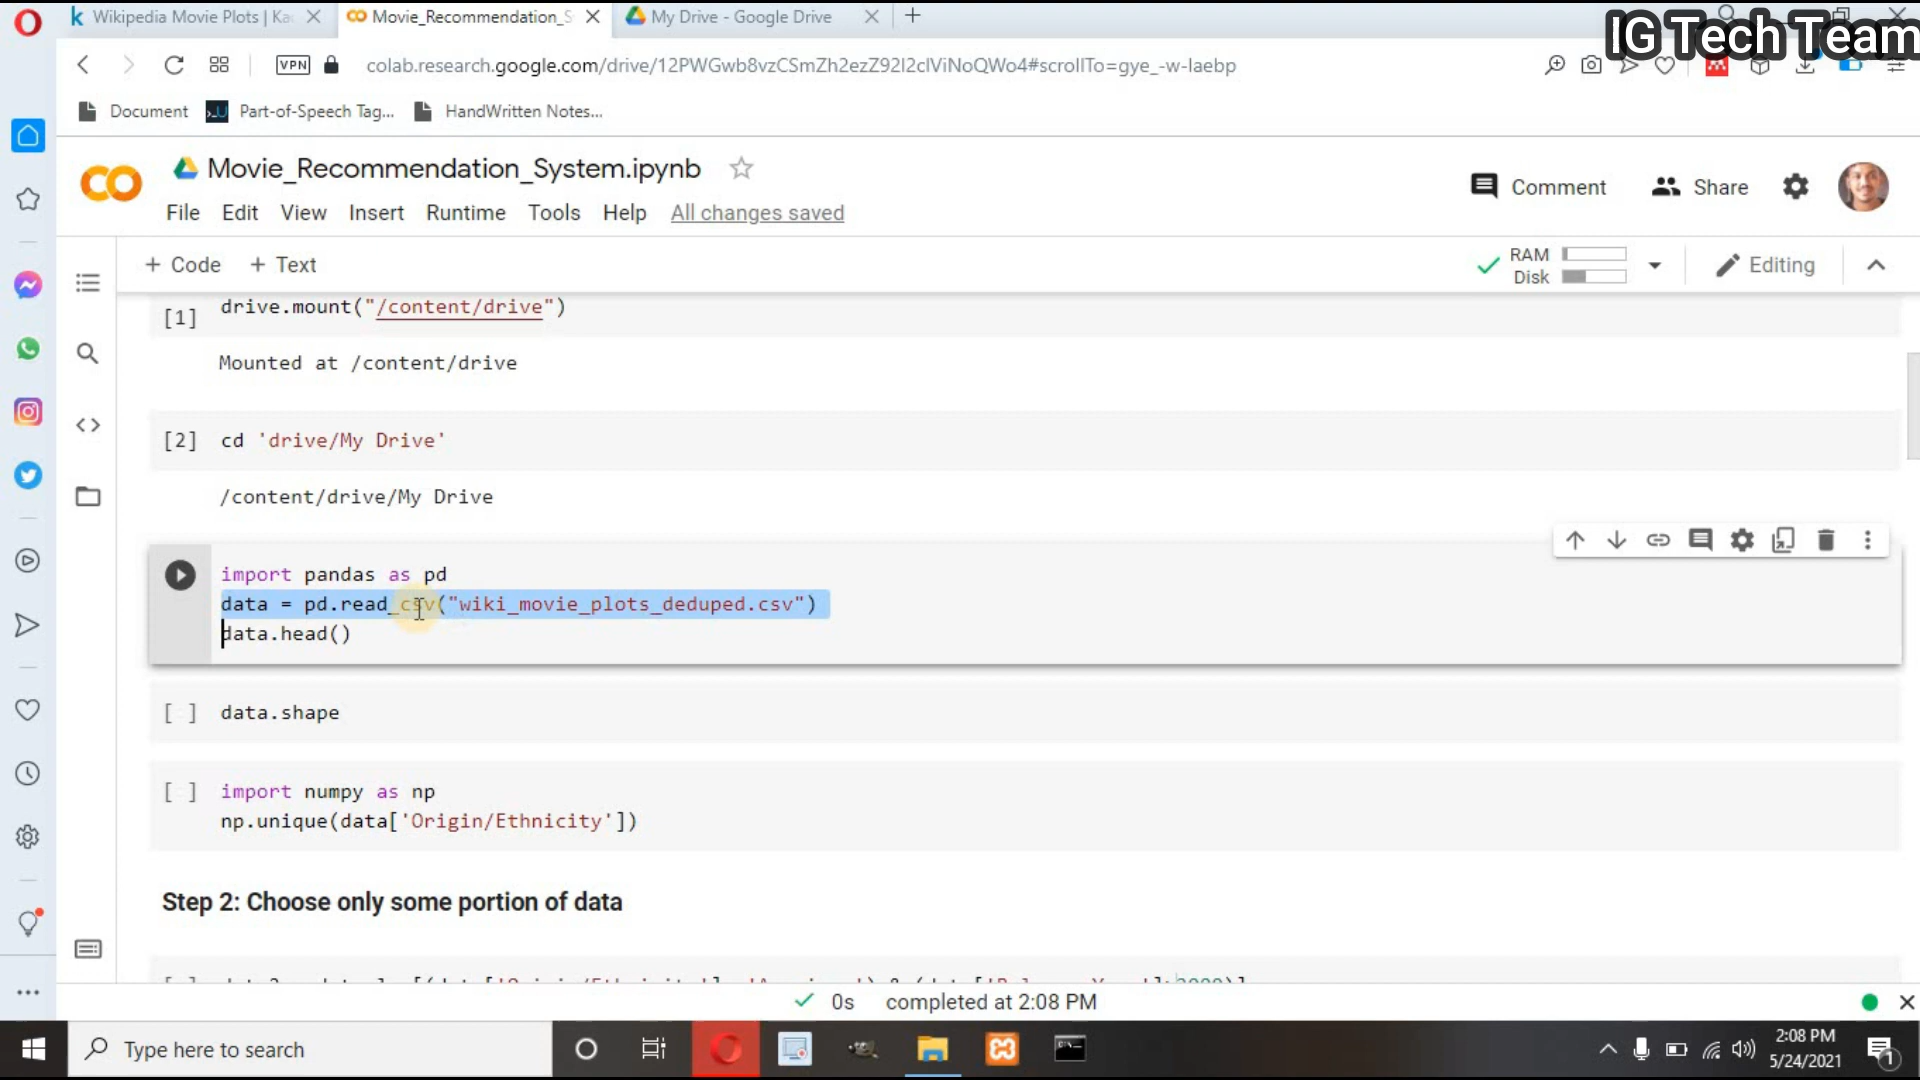 Wikipedia Movie Plots | Ka
Movie_Recommendation_S
My Drive - Google Drive
IG Tech Team
VPN
colab.research.google.com/drive/12PWGwb8vzCSmZh2ezZ92I2clViNoQWo4#scrollTo=gye_-w-laebp
Document
Part-of-Speech Tag...
HandWritten Notes...
Movie_Recommendation_System.ipynb
Comment
Share
File Edit View Insert Runtime Tools Help All changes saved
+ Code + Text
RAM
Disk
Editing
[1] drive.mount("/content/drive")
Mounted at /content/drive
[2] cd 'drive/My Drive'
/content/drive/My Drive
import pandas as pd
data = pd.read_csv("wiki_movie_plots_deduped.csv")
data.head()
[ ] data.shape
[ ] import numpy as np
np.unique(data['Origin/Ethnicity'])
Step 2: Choose only some portion of data
0s completed at 2:08 PM
Type here to search
2:08 PM
5/24/2021
1